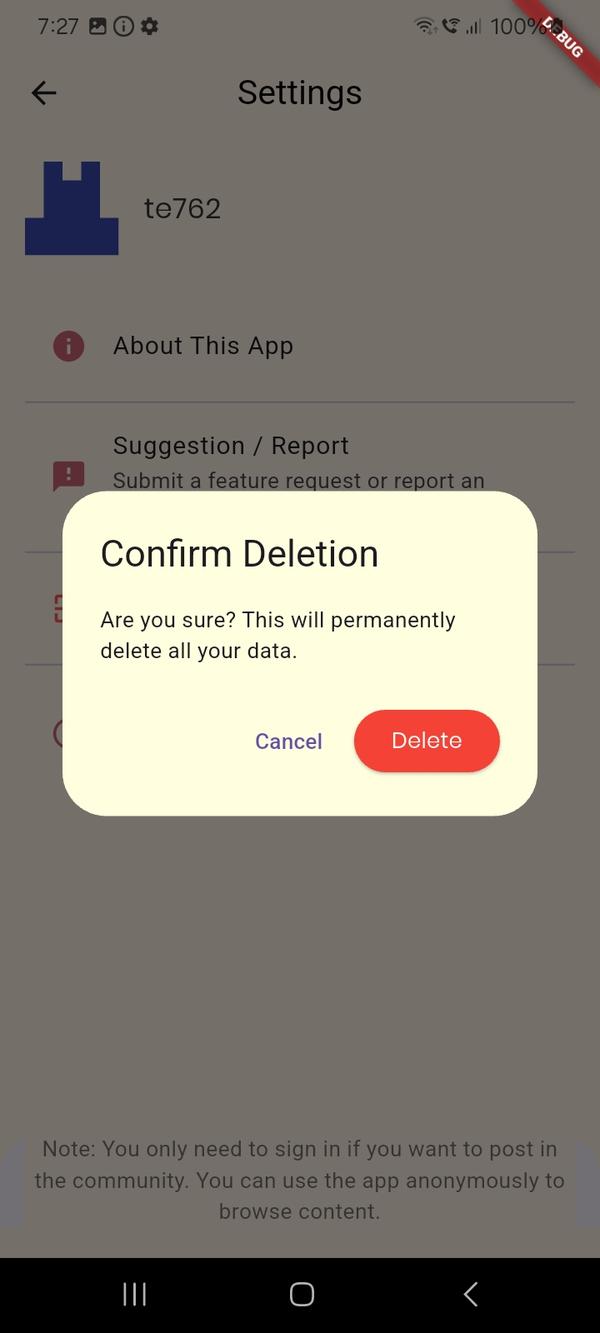 7:27
100%
DEBUG
Settings
te762
About This App
Suggestion / Report
Submit a feature request or report an
Confirm Deletion
Are you sure? This will permanently
delete all your data.
Cancel
Delete
Note: You only need to sign in if you want to post in
the community. You can use the app anonymously to
browse content.